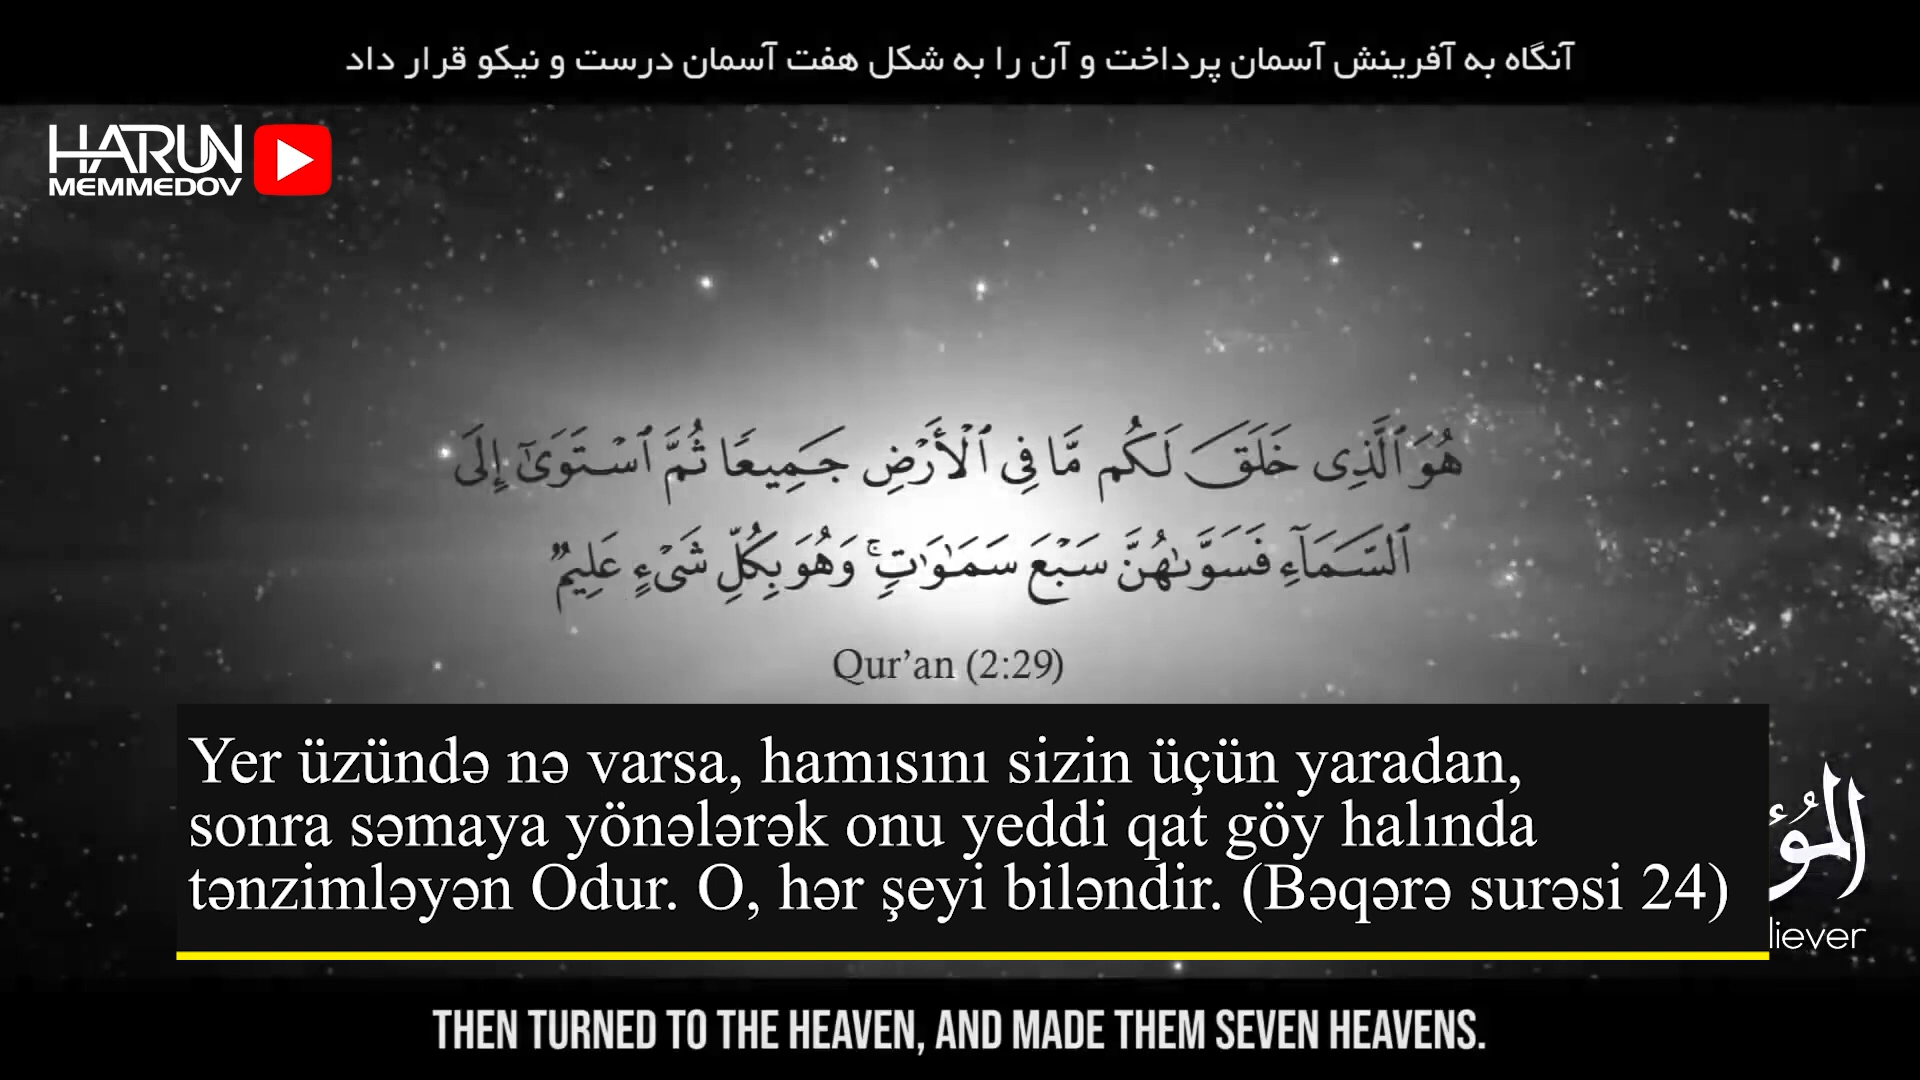 آنگاه به آفرینش آسمان پرداخت و آن را به شکل هفت آسمان درست و نیکو قرار داد
HARUN
MEMMEDOV
هُوَ ٱلَّذِى خَلَقَ لَكُم مَّا فِى ٱلْأَرْضِ جَمِيعًا ثُمَّ ٱسْتَوَىٰٓ إِلَى
ٱلسَّمَآءِ فَسَوَّىٰهُنَّ سَبْعَ سَمَٰوَٰتٍ ۚ وَهُوَ بِكُلِّ شَىْءٍ عَلِيمٌ
Qur’an (2:29)
Yer üzündə nə varsa, hamısını sizin üçün yaradan,
sonra səmaya yönələrək onu yeddi qat göy halında
tənzimləyən Odur. O, hər şeyi biləndir. (Bəqərə surəsi 24)
liever
THEN TURNED TO THE HEAVEN, AND MADE THEM SEVEN HEAVENS.